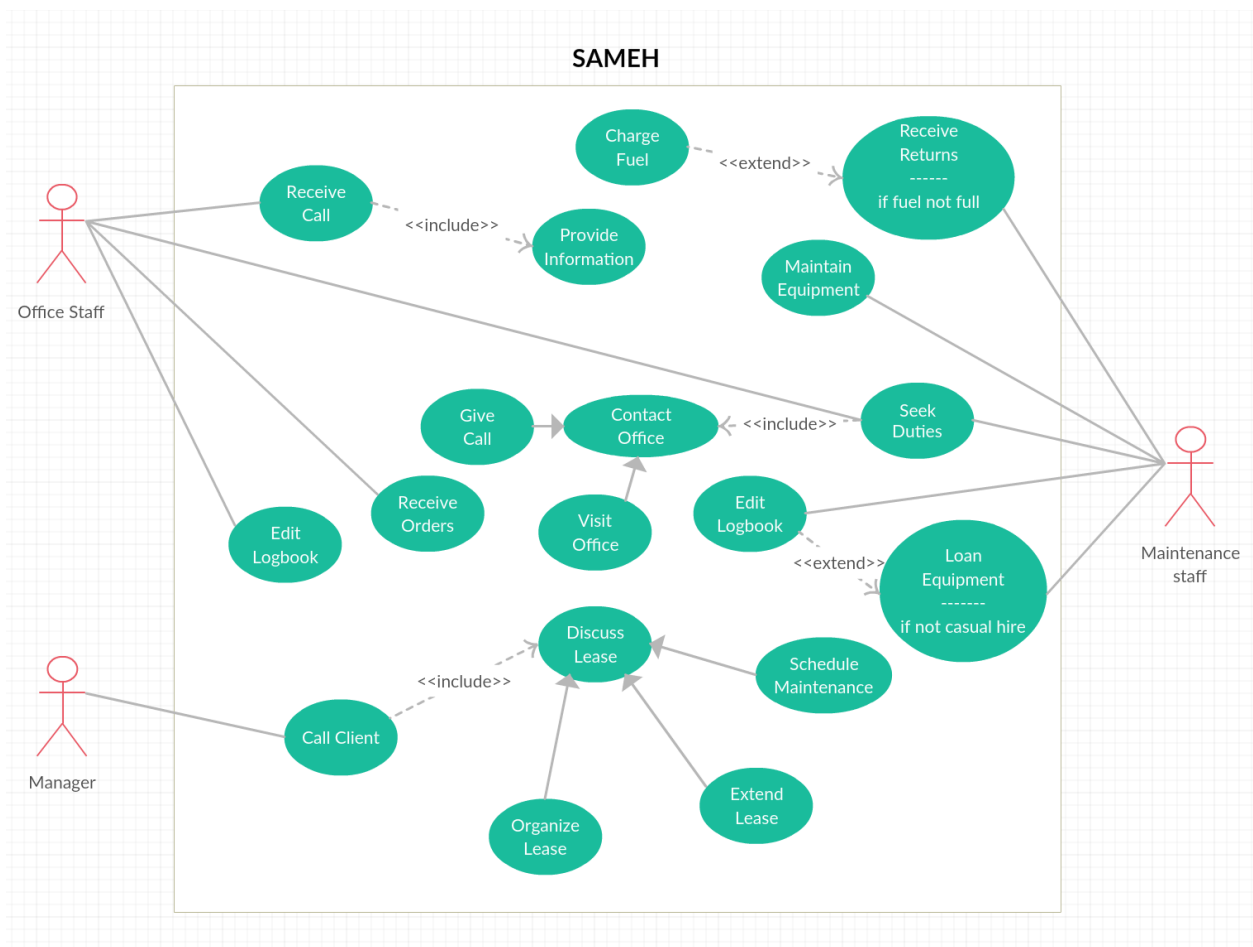 SAMEH
Charge
Fuel
<<extend>>
Receive
Returns
------
if fuel not full
Receive
Call
<<include>>
Provide
Information
Maintain
Equipment
Office Staff
Give
Call
Contact
Office
<<include>>
Seek
Duties
Receive
Orders
Edit
Logbook
Visit
Office
Edit
Logbook
<<extend>>
Loan
Equipment
-------
if not casual hire
Maintenance
staff
Discuss
Lease
Schedule
Maintenance
<<include>>
Call Client
Manager
Organize
Lease
Extend
Lease